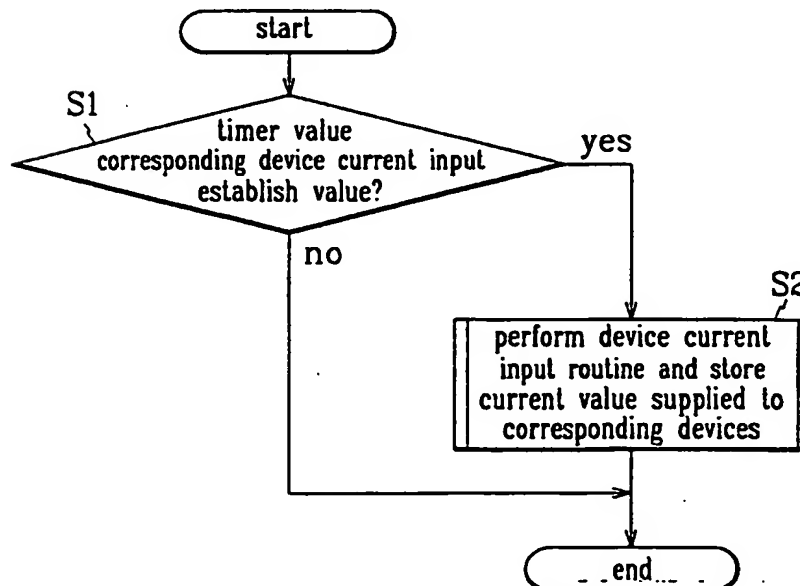 start
S1
timer value
corresponding device current input
establish value?
yes
no
S2
perform device current
input routine and store
current value supplied to
corresponding devices
end